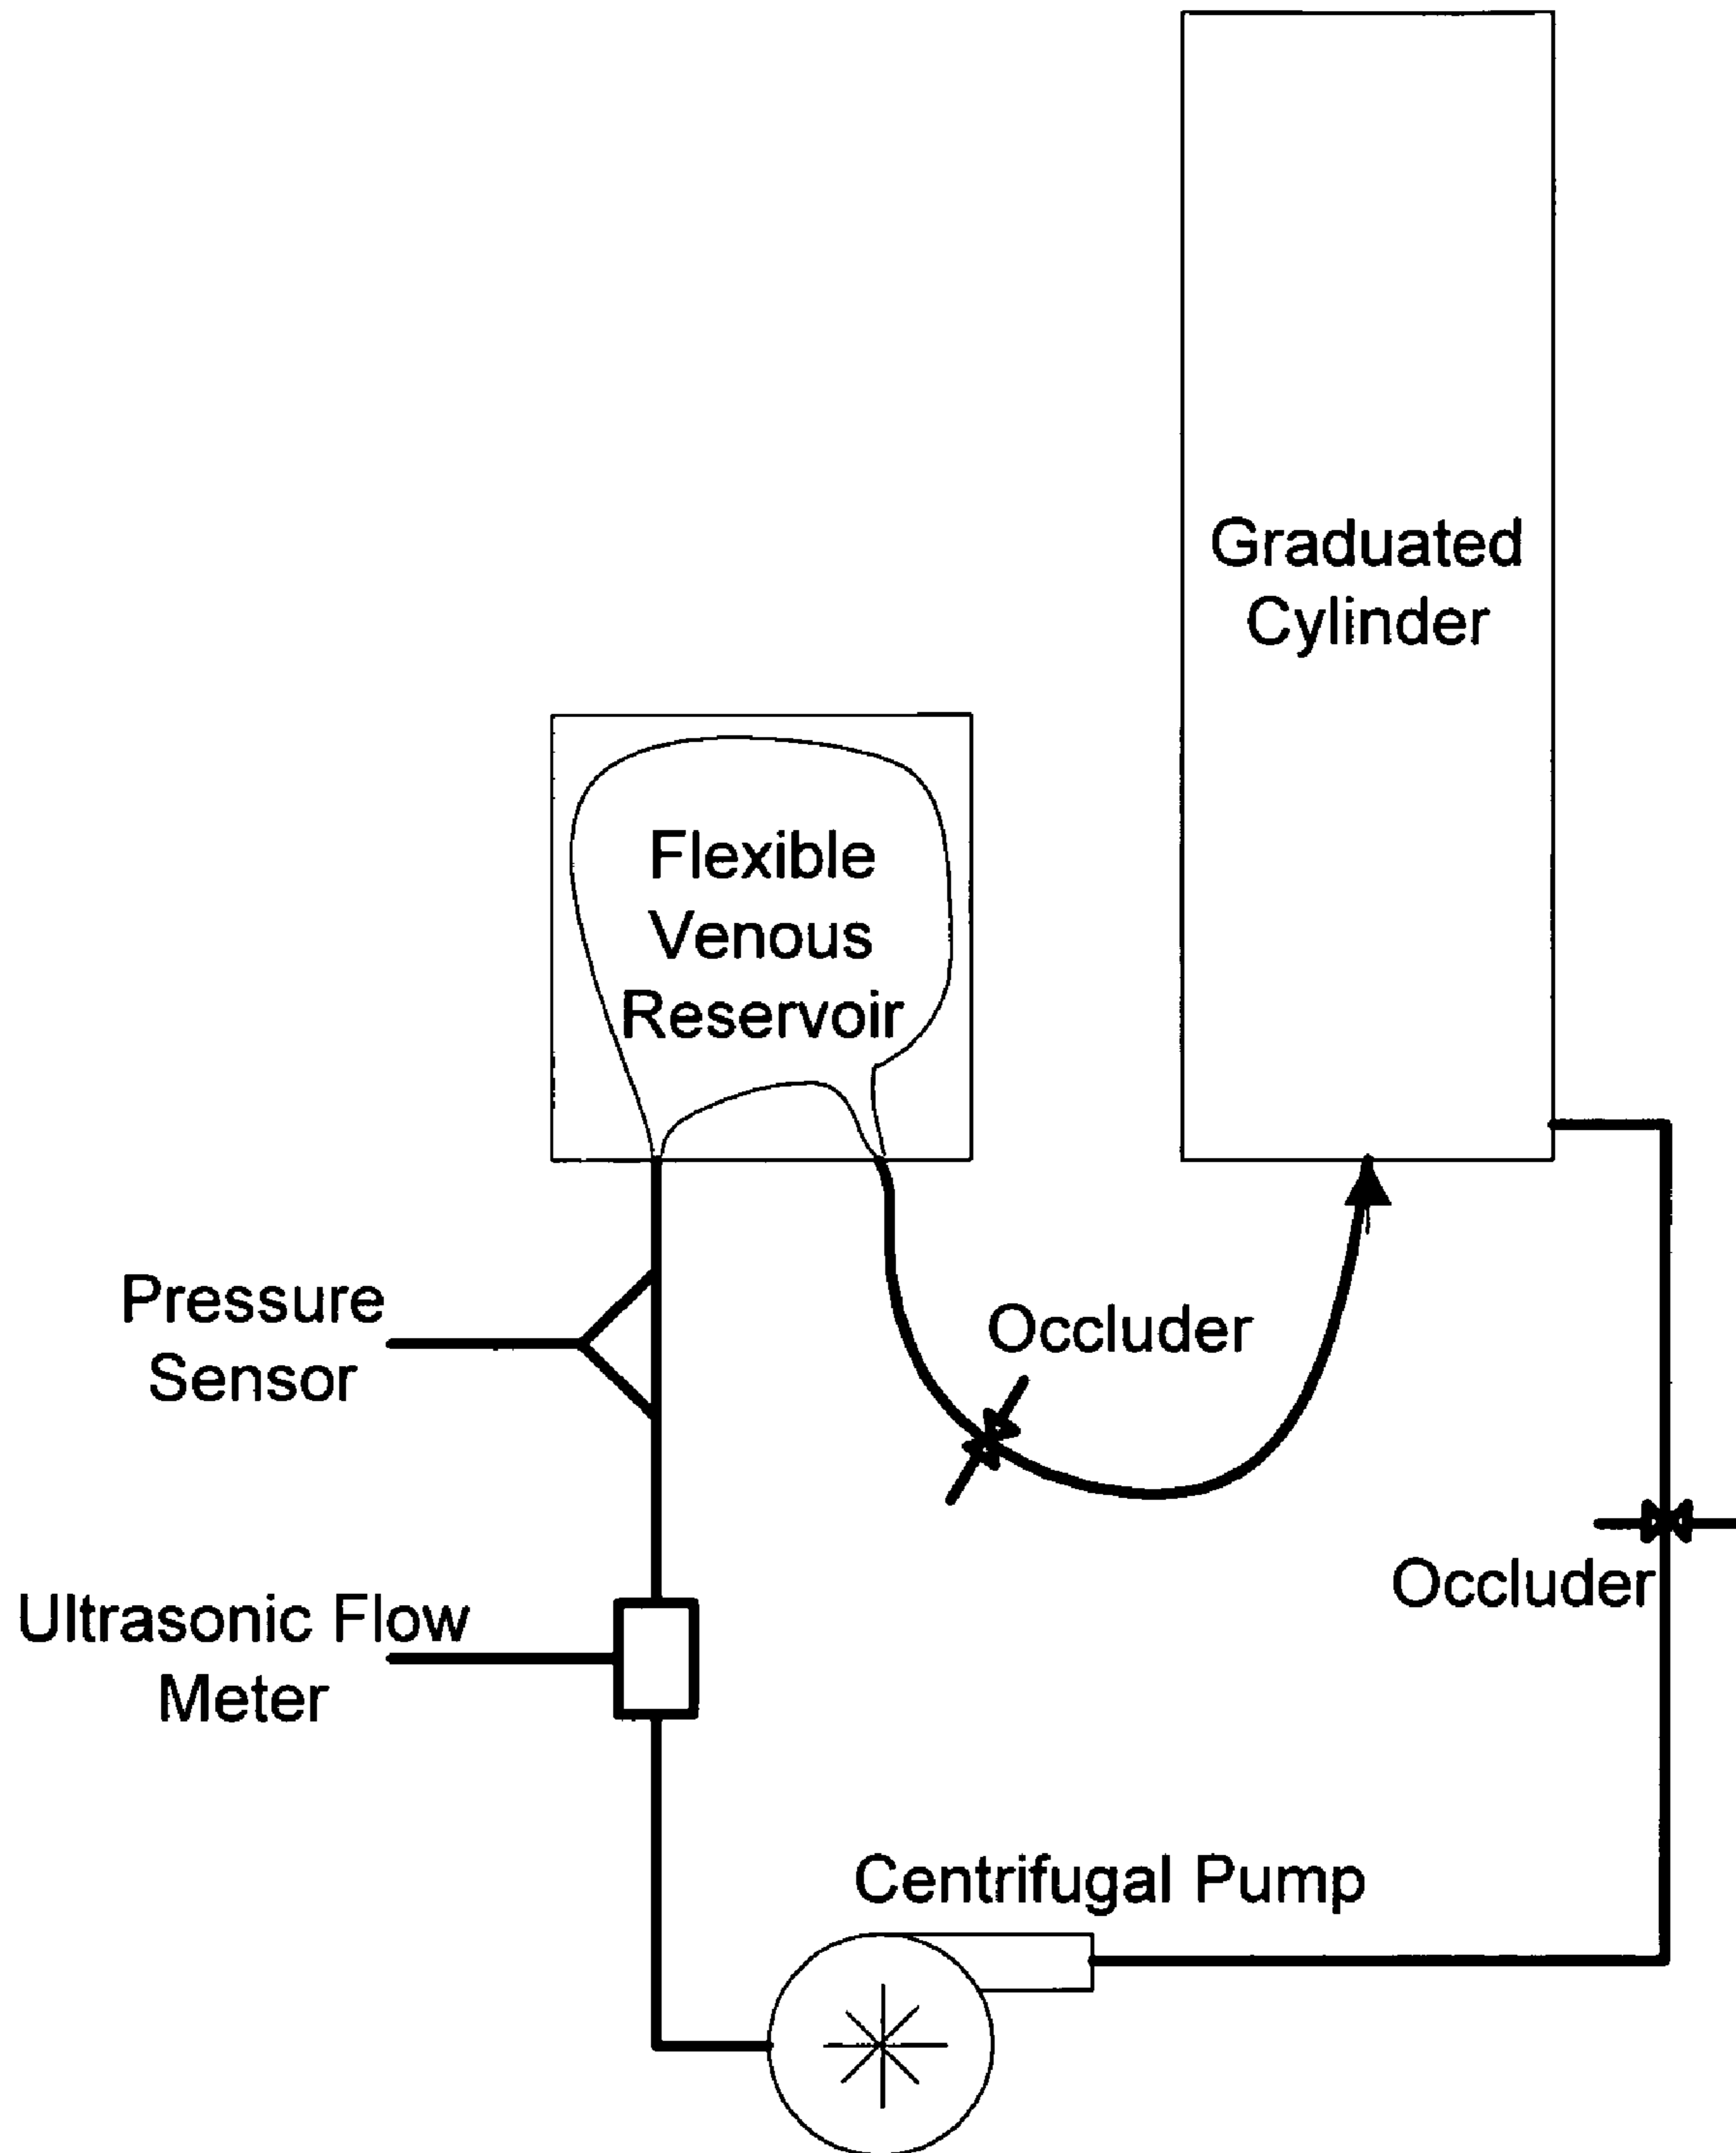 Graduated
Cylinder
Flexible
Venous
Reservoir
Pressure
Sensor
Occluder
Occluder
Ultrasonic Flow
Meter
Centrifugal Pump